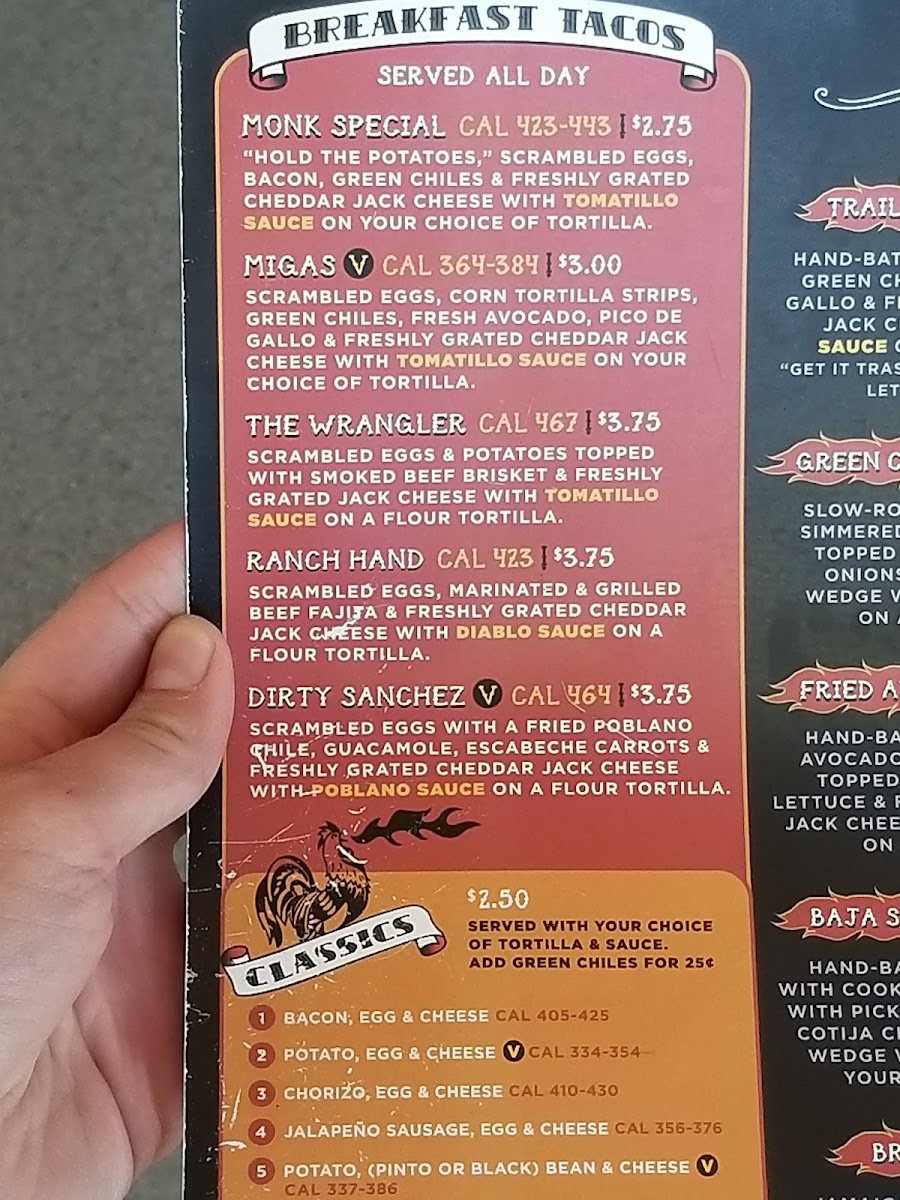 BREAKFAST TACOS
SERVED ALL DAY
MONK SPECIAL CAL 423-443 | $2.75
"HOLD THE POTATOES," SCRAMBLED EGGS,
BACON, GREEN CHILES & FRESHLY GRATED
CHEDDAR JACK CHEESE WITH TOMATILLO
SAUCE ON YOUR CHOICE OF TORTILLA.
MIGAS V CAL 364-384 | $3.00
SCRAMBLED EGGS, CORN TORTILLA STRIPS,
GREEN CHILES, FRESH AVOCADO, PICO DE
GALLO & FRESHLY GRATED CHEDDAR JACK
CHEESE WITH TOMATILLO SAUCE ON YOUR
CHOICE OF TORTILLA.
THE WRANGLER CAL 467 | $3.75
SCRAMBLED EGGS & POTATOES TOPPED
WITH SMOKED BEEF BRISKET & FRESHLY
GRATED JACK CHEESE WITH TOMATILLO
SAUCE ON A FLOUR TORTILLA.
RANCH HAND CAL 423 | $3.75
SCRAMBLED EGGS, MARINATED & GRILLED
BEEF FAJITA & FRESHLY GRATED CHEDDAR
JACK CHEESE WITH DIABLO SAUCE ON A
FLOUR TORTILLA.
DIRTY SANCHEZ V CAL 464 | $3.75
SCRAMBLED EGGS WITH A FRIED POBLANO
CHILE, GUACAMOLE, ESCABECHE CARROTS &
FRESHLY GRATED CHEDDAR JACK CHEESE
WITH POBLANO SAUCE ON A FLOUR TORTILLA.
CLASSICS
$2.50
SERVED WITH YOUR CHOICE
OF TORTILLA & SAUCE.
ADD GREEN CHILES FOR 25¢
1 BACON, EGG & CHEESE CAL 405-425
2 POTATO, EGG & CHEESE V CAL 334-354
3 CHORIZO, EGG & CHEESE CAL 410-430
4 JALAPEÑO SAUSAGE, EGG & CHEESE CAL 356-376
5 POTATO, (PINTO OR BLACK) BEAN & CHEESE V
CAL 337-386
TRAIL
HAND-BAT
GREEN CH
GALLO & F
JACK C
SAUCE
"GET IT TRAS
LET
GREEN C
SLOW-RO
SIMMERED
TOPPED
ONIONS
WEDGE
ON
FRIED A
HAND-BA
AVOCADO
TOPPED
LETTUCE &
JACK CHEE
ON
BAJA S
HAND-BA
WITH COOK
WITH PICK
COTIJA C
WEDGE
YOUR
BR